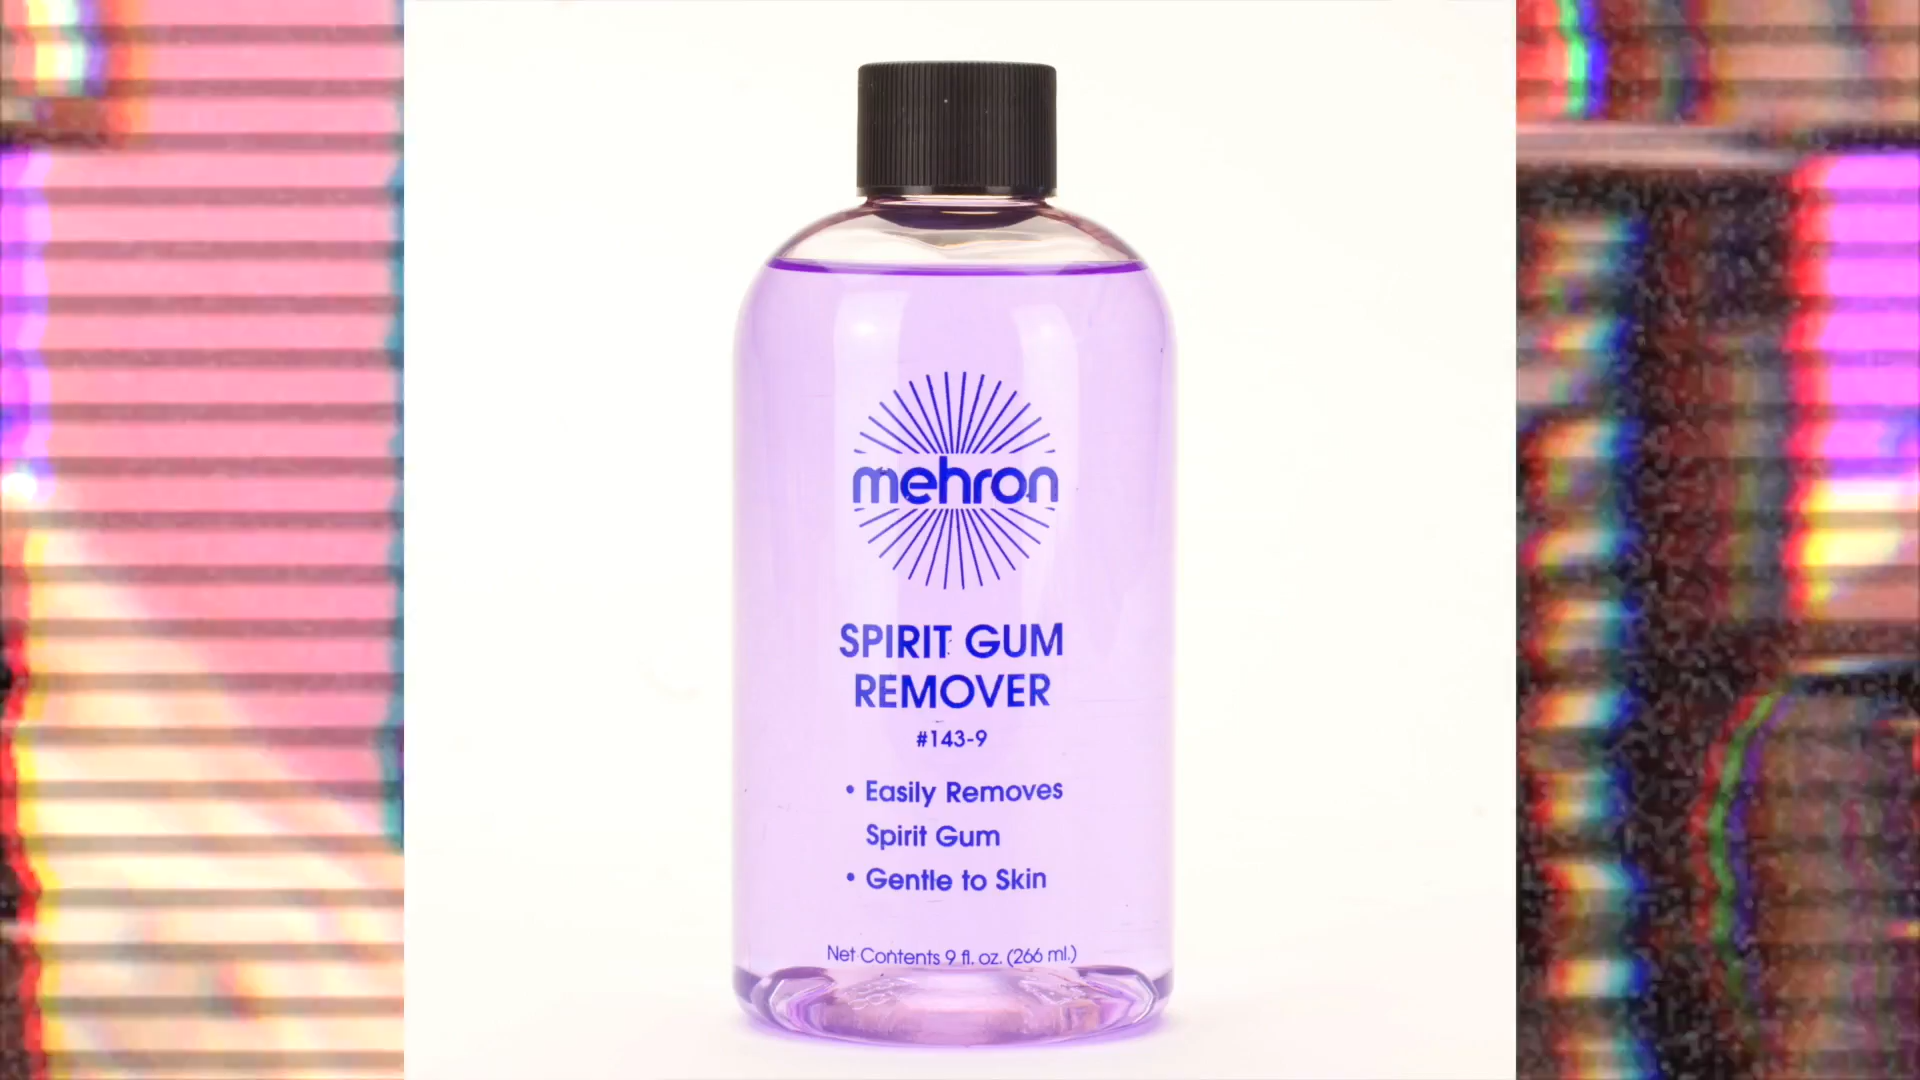 mehron
SPIRIT GUM
REMOVER
#143-9
• Easily Removes
Spirit Gum
• Gentle to Skin
Net Contents 9 fl. oz. (266 ml.)